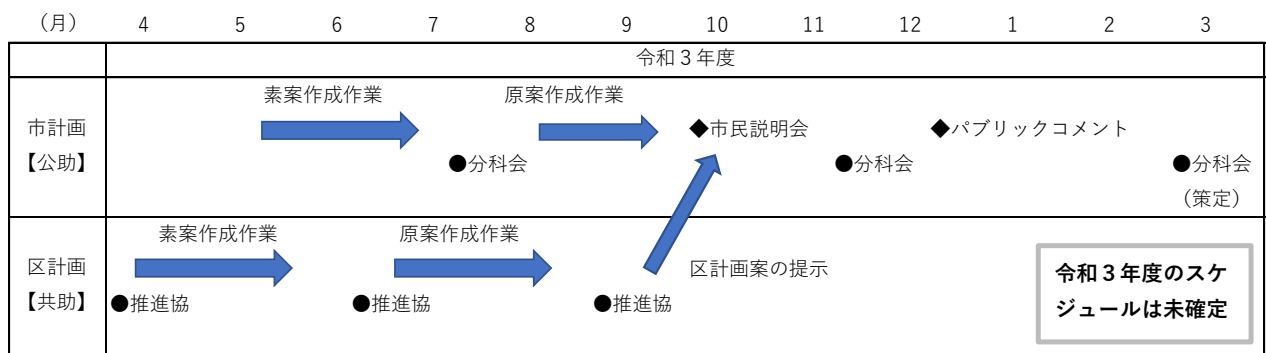 （月） 4 5 6 7 8 9 10 11 12 1 2 3
令和３年度
素案作成作業 原案作成作業
市計画 ◆市民説明会 ◆パブリックコメント
【公助】 ●分科会 ●分科会 ●分科会
（策定）
素案作成作業 原案作成作業
区計画 区計画案の提示
【共助】 ●推進協 ●推進協 ●推進協
令和３年度のスケ
ジュールは未確定